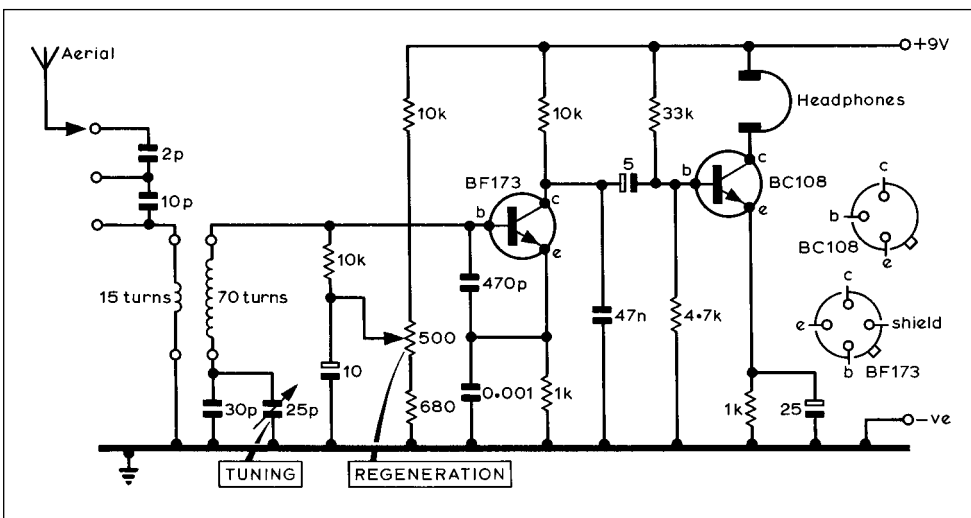 Aerial
+9V
10k
10k
33k
Headphones
2p
10p
5
BF173
b
c
e
b
c
e
BC108
c
b
e
BC108
15 turns
70 turns
10k
470p
500
47n
4·7k
c
e
shield
b
BF173
30p
25p
10
680
0·001
1k
1k
25
-ve
TUNING
REGENERATION